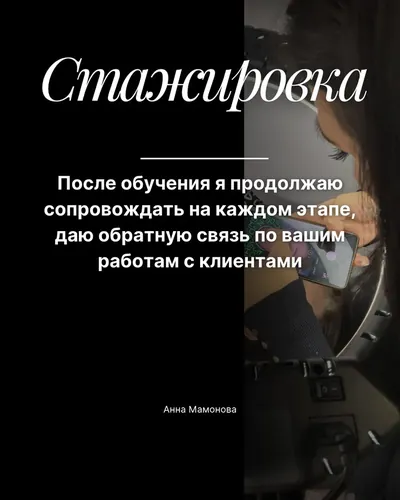 Стажировка
После обучения я продолжаю
сопровождать на каждом этапе,
даю обратную связь по вашим
работам с клиентами
Анна Мамонова